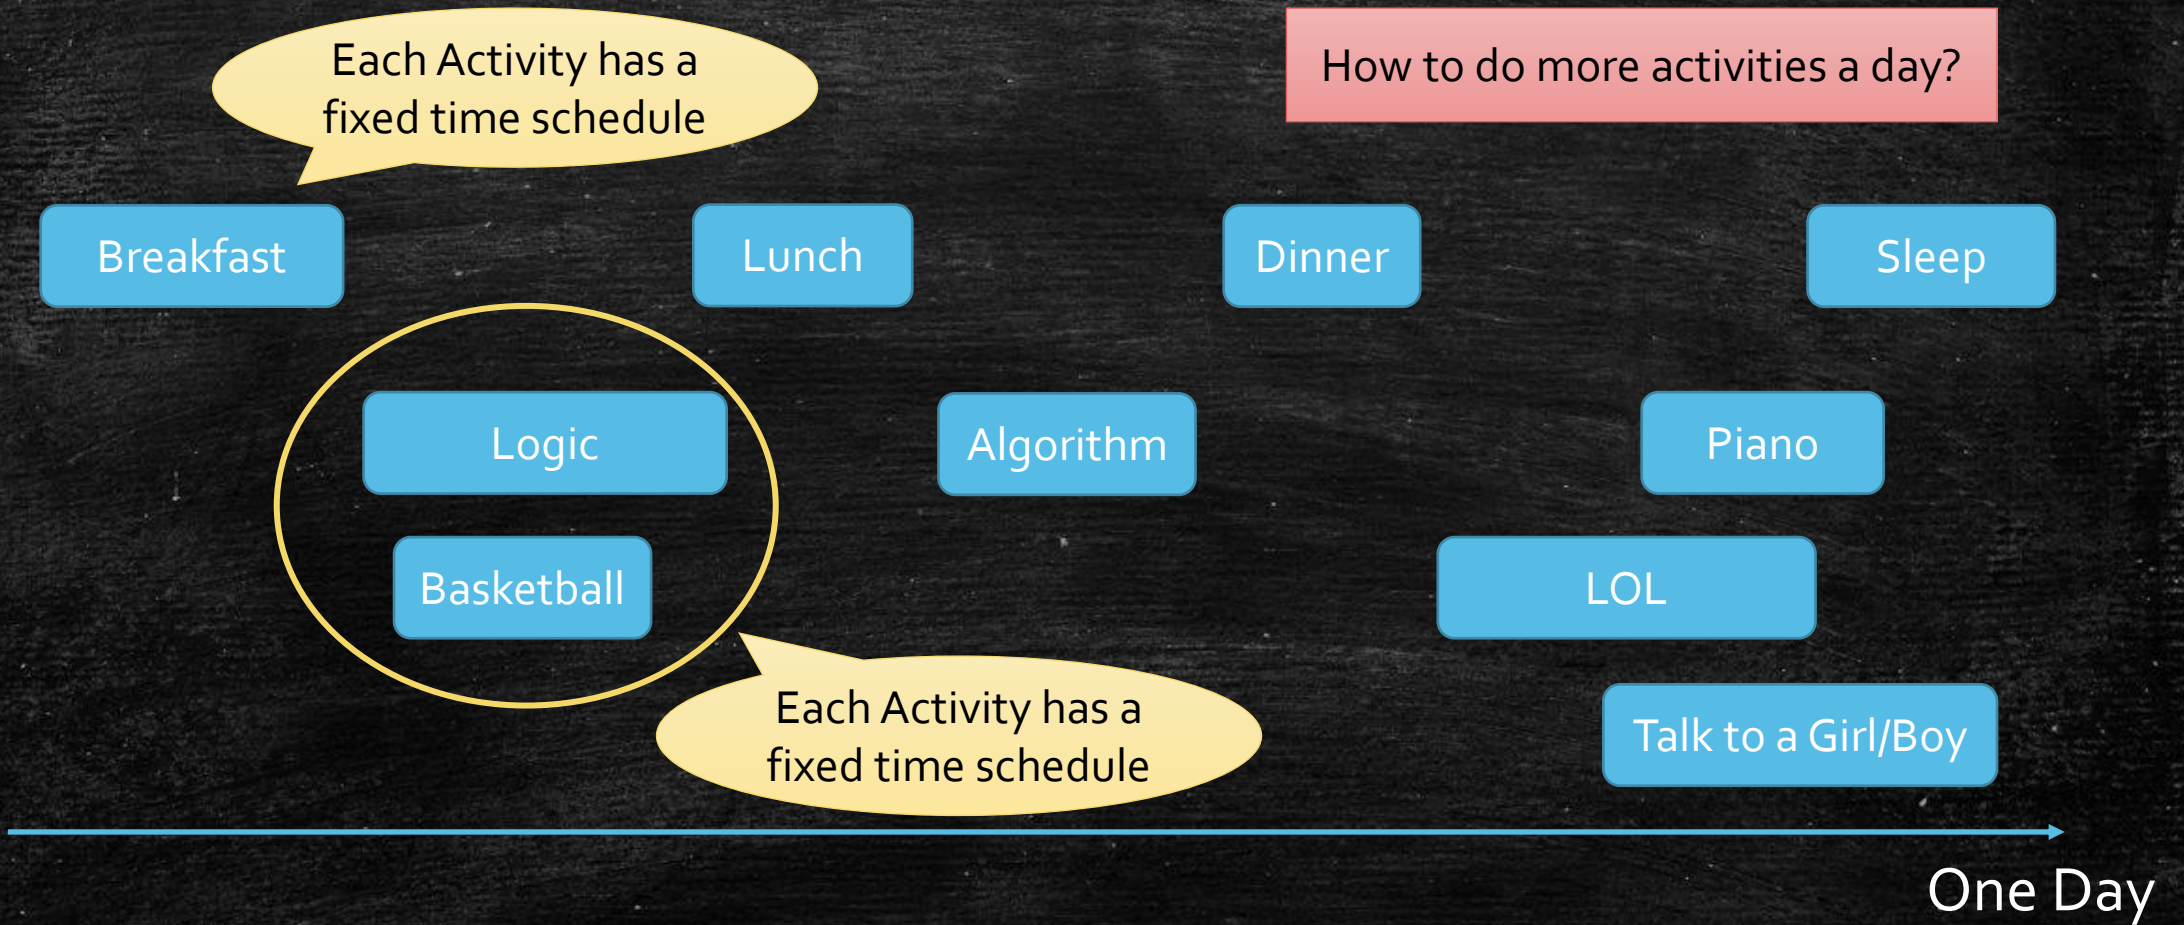 Each Activity has a
fixed time schedule
How to do more activities a day?
Breakfast
Lunch
Dinner
Sleep
Logic
Algorithm
Piano
Basketball
LOL
Each Activity has a
fixed time schedule
Talk to a Girl/Boy
One Day